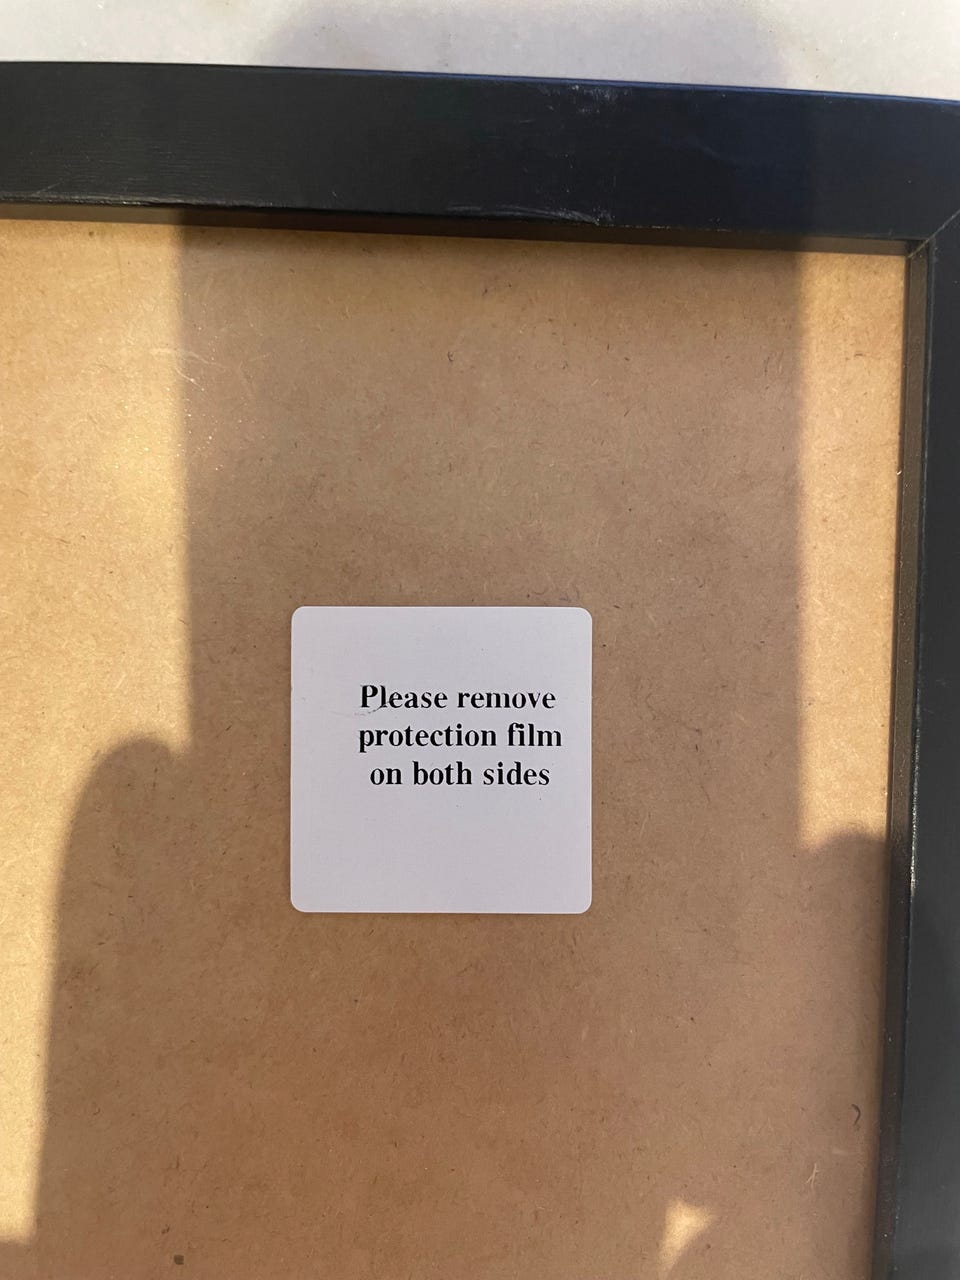 Please remove
protection film
on both sides